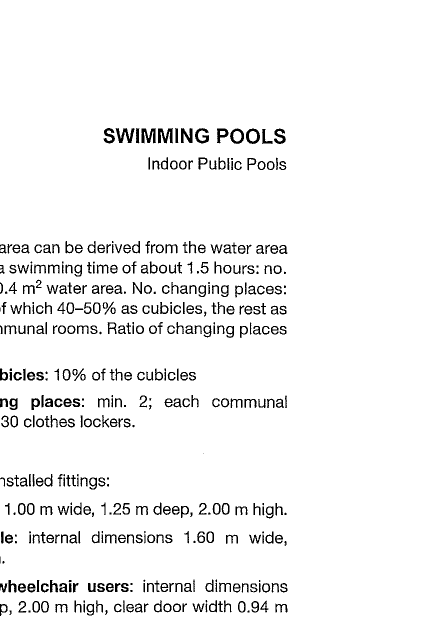 SWIMMING POOLS
Indoor Public Pools
area can be derived from the water area
a swimming time of about 1.5 hours: no.
0.4 m² water area. No. changing places:
of which 40–50% as cubicles, the rest as
mmunal rooms. Ratio of changing places
bicles: 10% of the cubicles
ng places: min. 2; each communal
30 clothes lockers.
nstalled fittings:
1.00 m wide, 1.25 m deep, 2.00 m high.
le: internal dimensions 1.60 m wide,
wheelchair users: internal dimensions
p, 2.00 m high, clear door width 0.94 m